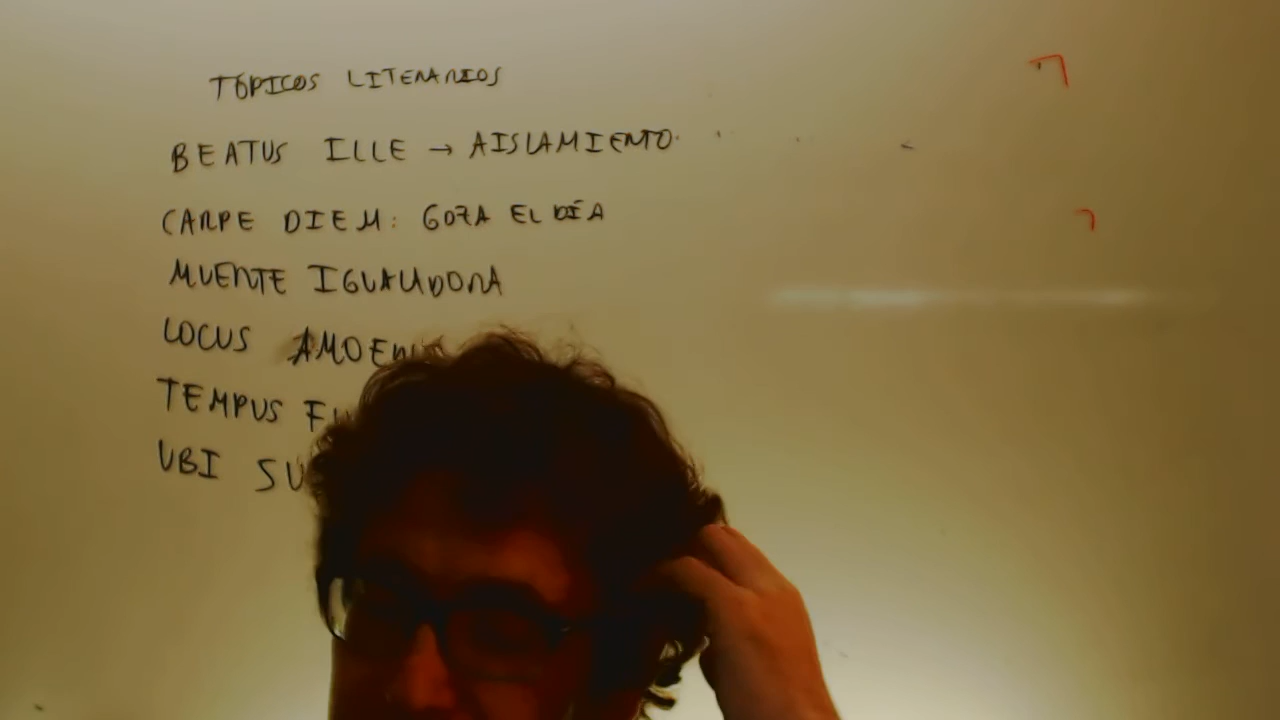 TÓPICOS LITERARIOS
BEATUS ILLE → AISLAMIENTO
CARPE DIEM: GOZA EL DÍA
MUERTE IGUALADORA
LOCUS
TEMPUS
UBI